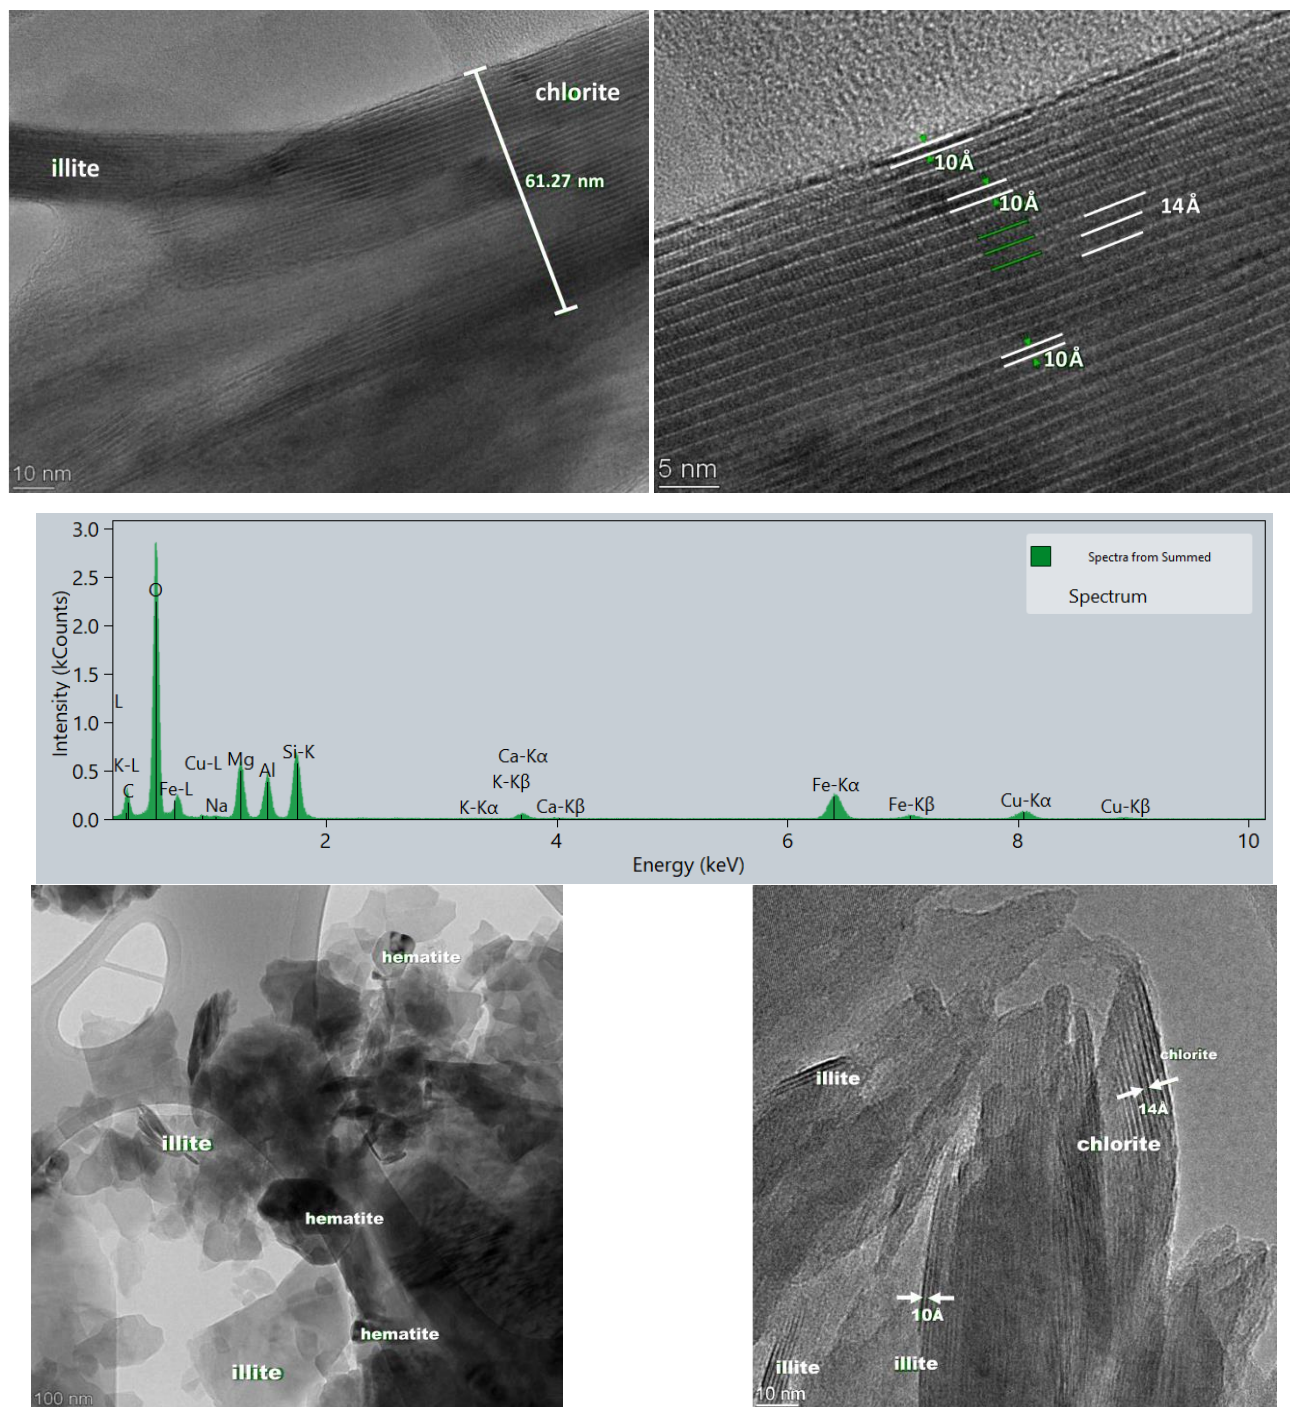 illite
chlorite
61.27 nm
10 nm
10Å
10Å
14Å
10Å
5 nm
Intensity (kCounts)
3.0
2.5
2.0
1.5
1.0
0.5
0.0
L
K-L
C
O
Fe-L
Cu-L
Na
Mg
Al
Si-K
Ca-Kα
K-Kβ
K-Kα
Ca-Kβ
Fe-Kα
Fe-Kβ
Cu-Kα
Cu-Kβ
Spectra from Summed
Spectrum
2
4
6
8
10
Energy (keV)
hematite
illite
hematite
hematite
illite
100 nm
illite
chlorite
14Å
chlorite
10Å
illite
illite
10 nm